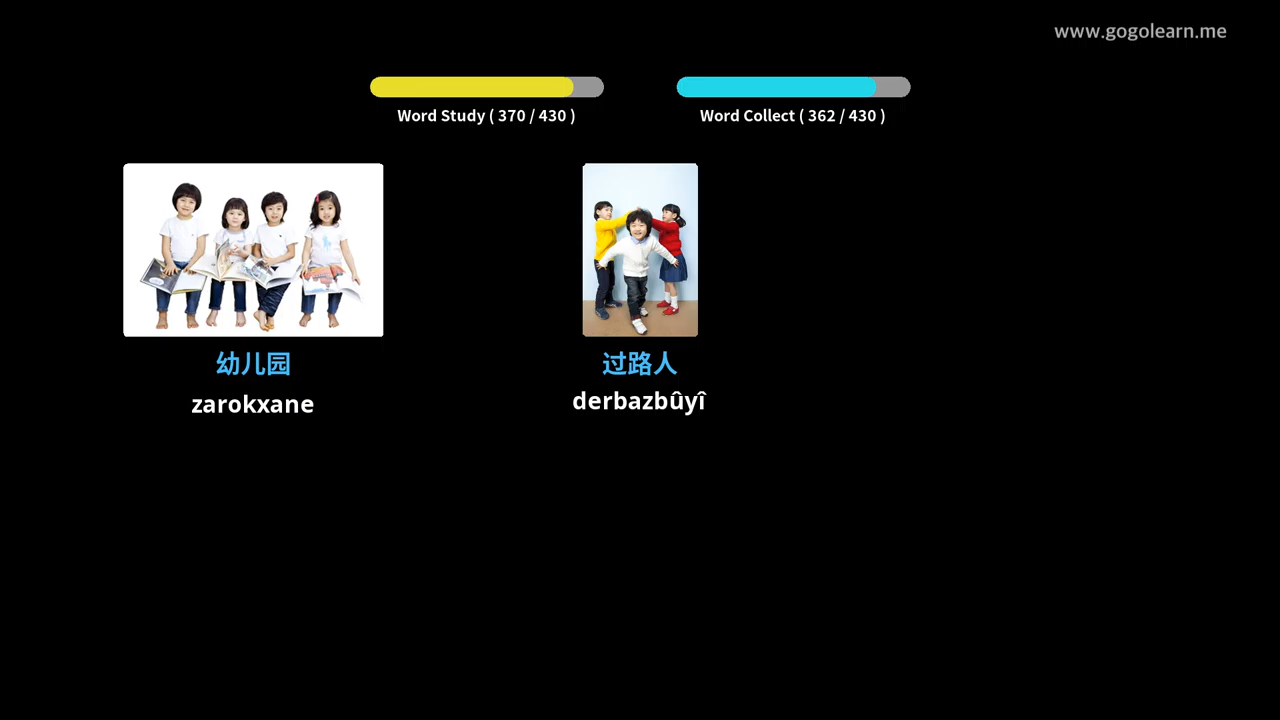 www.gogolearn.me
Word Study ( 370 / 430 )
Word Collect ( 362 / 430 )
幼儿园
zarokxane
过路人
derbazbûyî